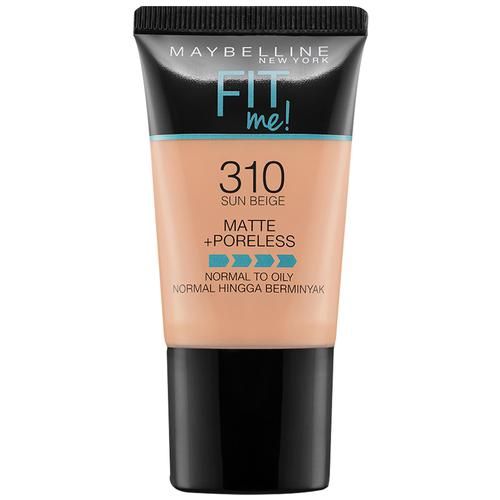 MAYBELLINE
NEW YORK
FIT
me!
310
SUN BEIGE
MATTE
+PORELESS
NORMAL TO OILY
NORMAL HINGGA BERMINYAK